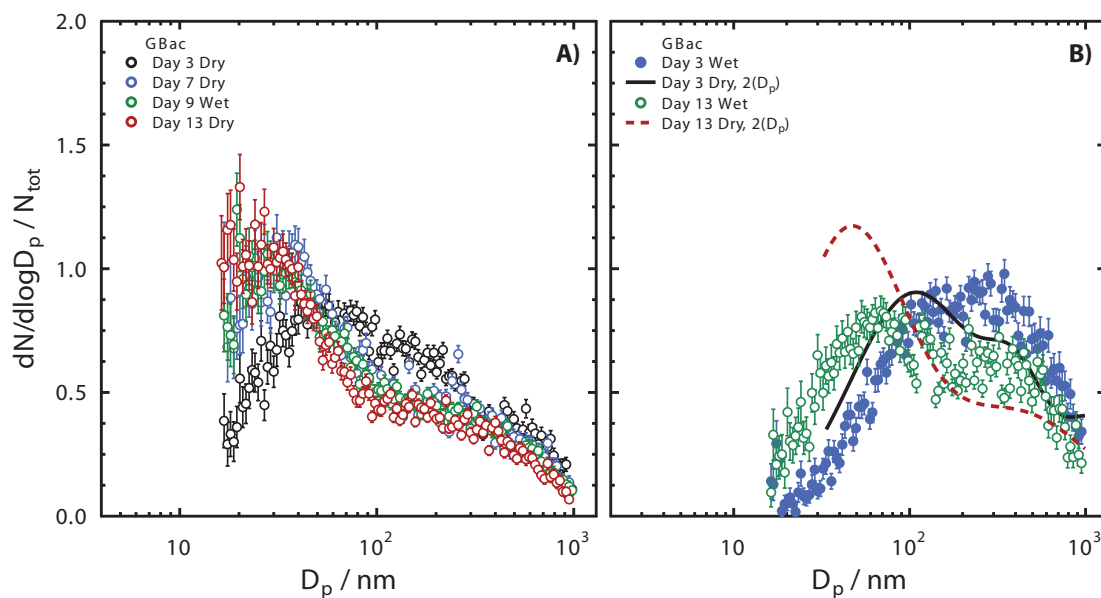 2.0
1.5
1.0
0.5
0.0
dN/dlogDp / Ntot
GBac
Day 3 Dry
Day 7 Dry
Day 9 Wet
Day 13 Dry
A)
10
10²
10³
Dp / nm
GBac
Day 3 Wet
Day 3 Dry, 2(Dp)
Day 13 Wet
Day 13 Dry, 2(Dp)
B)
10
10²
10³
Dp / nm